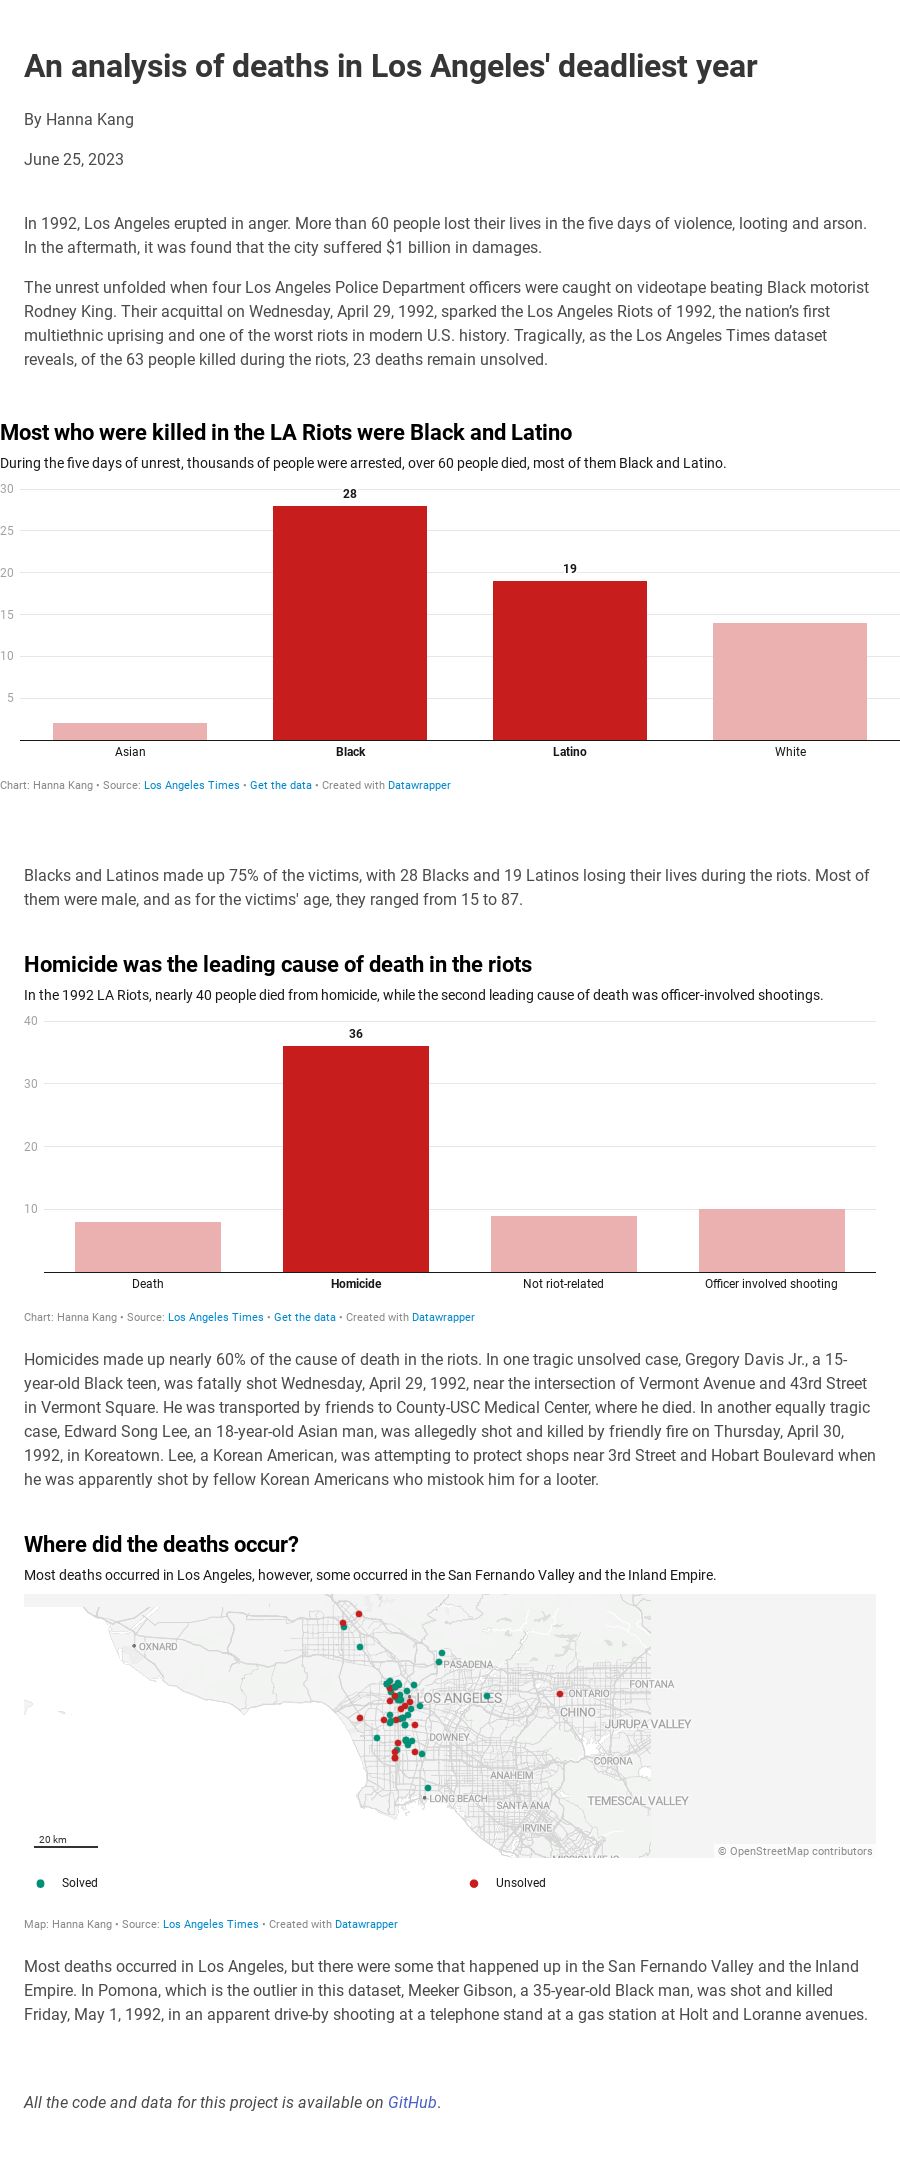 An analysis of deaths in Los Angeles' deadliest year
By Hanna Kang
June 25, 2023
In 1992, Los Angeles erupted in anger. More than 60 people lost their lives in the five days of violence, looting and arson.
In the aftermath, it was found that the city suffered $1 billion in damages.
The unrest unfolded when four Los Angeles Police Department officers were caught on videotape beating Black motorist
Rodney King. Their acquittal on Wednesday, April 29, 1992, sparked the Los Angeles Riots of 1992, the nation’s first
multiethnic uprising and one of the worst riots in modern U.S. history. Tragically, as the Los Angeles Times dataset
reveals, of the 63 people killed during the riots, 23 deaths remain unsolved.
Most who were killed in the LA Riots were Black and Latino
During the five days of unrest, thousands of people were arrested, over 60 people died, most of them Black and Latino.
30
28
25
20
19
15
10
5
Asian Black Latino White
Chart: Hanna Kang • Source: Los Angeles Times • Get the data • Created with Datawrapper
Blacks and Latinos made up 75% of the victims, with 28 Blacks and 19 Latinos losing their lives during the riots. Most of
them were male, and as for the victims' age, they ranged from 15 to 87.
Homicide was the leading cause of death in the riots
In the 1992 LA Riots, nearly 40 people died from homicide, while the second leading cause of death was officer-involved shootings.
40
36
30
20
10
Death Homicide Not riot-related Officer involved shooting
Chart: Hanna Kang • Source: Los Angeles Times • Get the data • Created with Datawrapper
Homicides made up nearly 60% of the cause of death in the riots. In one tragic unsolved case, Gregory Davis Jr., a 15-
year-old Black teen, was fatally shot Wednesday, April 29, 1992, near the intersection of Vermont Avenue and 43rd Street
in Vermont Square. He was transported by friends to County-USC Medical Center, where he died. In another equally tragic
case, Edward Song Lee, an 18-year-old Asian man, was allegedly shot and killed by friendly fire on Thursday, April 30,
1992, in Koreatown. Lee, a Korean American, was attempting to protect shops near 3rd Street and Hobart Boulevard when
he was apparently shot by fellow Korean Americans who mistook him for a looter.
Where did the deaths occur?
Most deaths occurred in Los Angeles, however, some occurred in the San Fernando Valley and the Inland Empire.
OXNARD
PASADENA
FONTANA
ONTARIO
LOS ANGELES
CHINO
JURUPA VALLEY
DOWNEY
CORONA
ANAHEIM
LONG BEACH
TEMESCAL VALLEY
SANTA ANA
IRVINE
MISSION VIEJO
20 km
© OpenStreetMap contributors
Solved Unsolved
Map: Hanna Kang • Source: Los Angeles Times • Created with Datawrapper
Most deaths occurred in Los Angeles, but there were some that happened up in the San Fernando Valley and the Inland
Empire. In Pomona, which is the outlier in this dataset, Meeker Gibson, a 35-year-old Black man, was shot and killed
Friday, May 1, 1992, in an apparent drive-by shooting at a telephone stand at a gas station at Holt and Loranne avenues.
All the code and data for this project is available on GitHub.